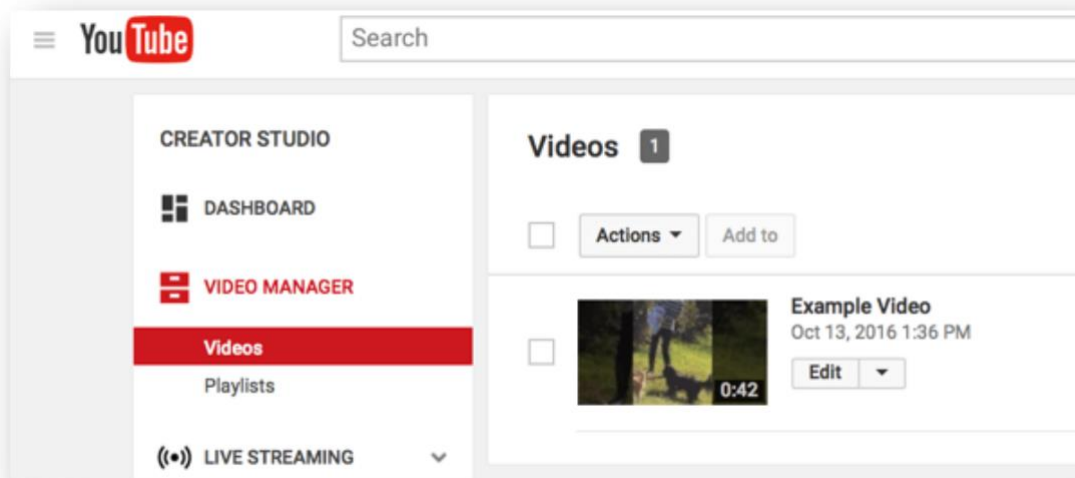 YouTube
Search
CREATOR STUDIO
DASHBOARD
VIDEO MANAGER
Videos
Playlists
LIVE STREAMING
Videos 1
Actions Add to
Example Video
Oct 13, 2016 1:36 PM
Edit
0:42